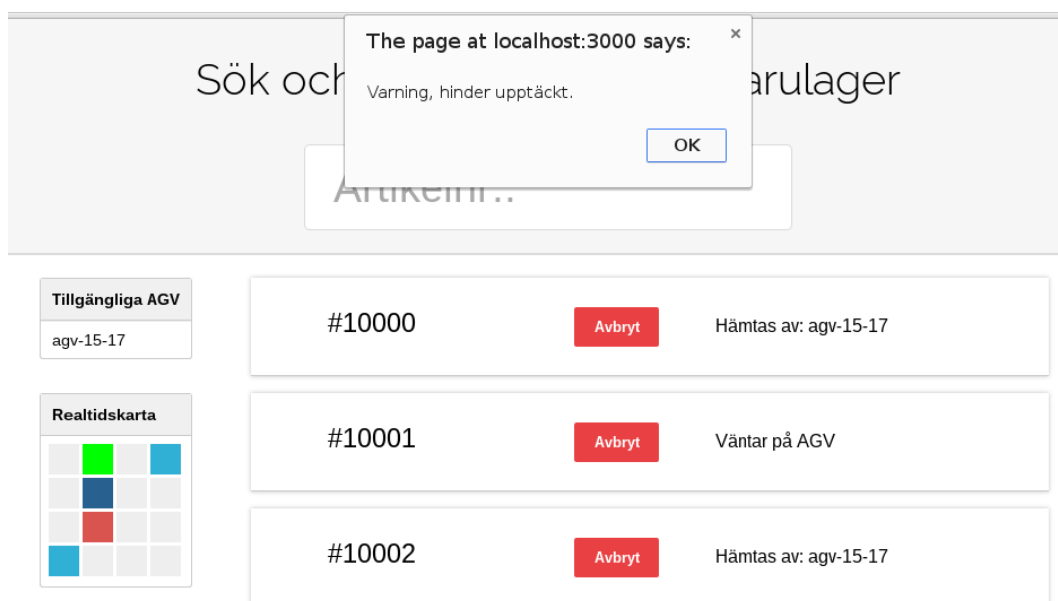 The page at localhost:3000 says:
×
Varning, hinder upptäckt.
OK
Sök och arulager
Tillgängliga AGV
agv-15-17
Realtidskarta
#10000 Avbryt Hämtas av: agv-15-17
#10001 Avbryt Väntar på AGV
#10002 Avbryt Hämtas av: agv-15-17